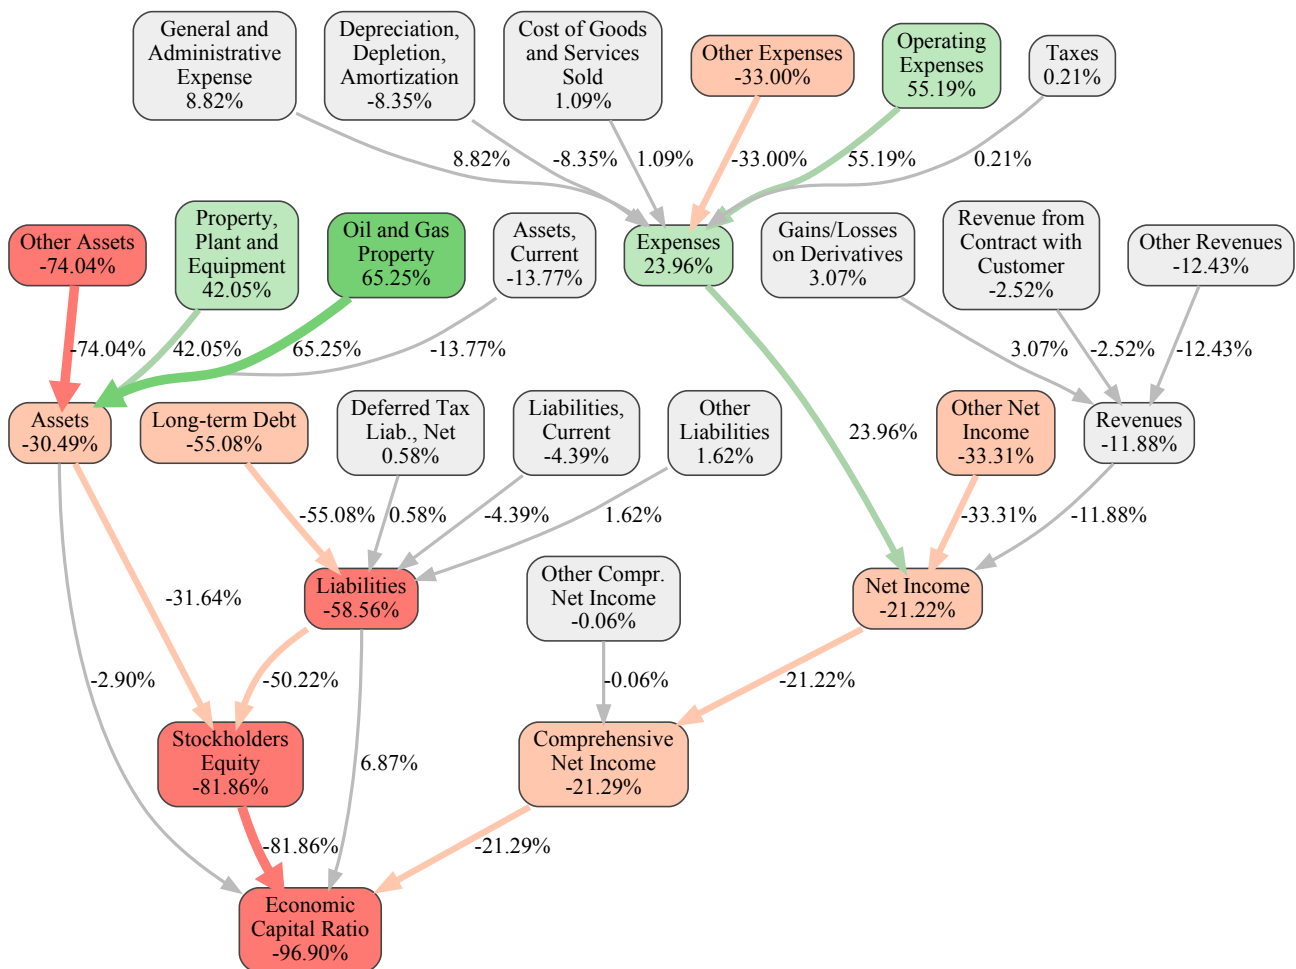 General and
Administrative
Expense
8.82%
Depreciation,
Depletion,
Amortization
-8.35%
Cost of Goods
and Services
Sold
1.09%
Other Expenses
-33.00%
Operating
Expenses
55.19%
Taxes
0.21%
8.82%
-8.35%
1.09%
-33.00%
55.19%
0.21%
Other Assets
-74.04%
Property,
Plant and
Equipment
42.05%
Oil and Gas
Property
65.25%
Assets,
Current
-13.77%
Expenses
23.96%
Gains/Losses
on Derivatives
3.07%
Revenue from
Contract with
Customer
-2.52%
Other Revenues
-12.43%
-74.04%
42.05%
65.25%
-13.77%
3.07%
-2.52%
-12.43%
Assets
-30.49%
Long-term Debt
-55.08%
Deferred Tax
Liab., Net
0.58%
Liabilities,
Current
-4.39%
Other
Liabilities
1.62%
23.96%
Other Net
Income
-33.31%
Revenues
-11.88%
-55.08%
0.58%
-4.39%
1.62%
-33.31%
-11.88%
-31.64%
Liabilities
-58.56%
Other Compr.
Net Income
-0.06%
Net Income
-21.22%
-2.90%
-50.22%
-0.06%
-21.22%
Stockholders
Equity
-81.86%
6.87%
Comprehensive
Net Income
-21.29%
-81.86%
-21.29%
Economic
Capital Ratio
-96.90%